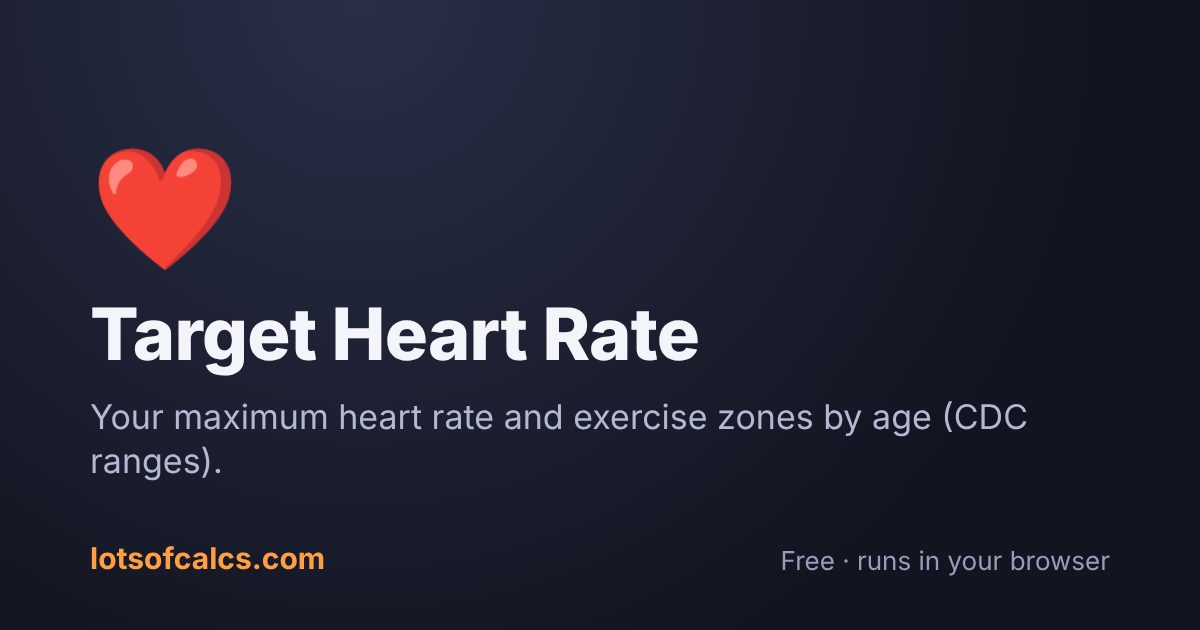 Target Heart Rate
Your maximum heart rate and exercise zones by age (CDC
ranges).
lotsofcalcs.com
Free · runs in your browser